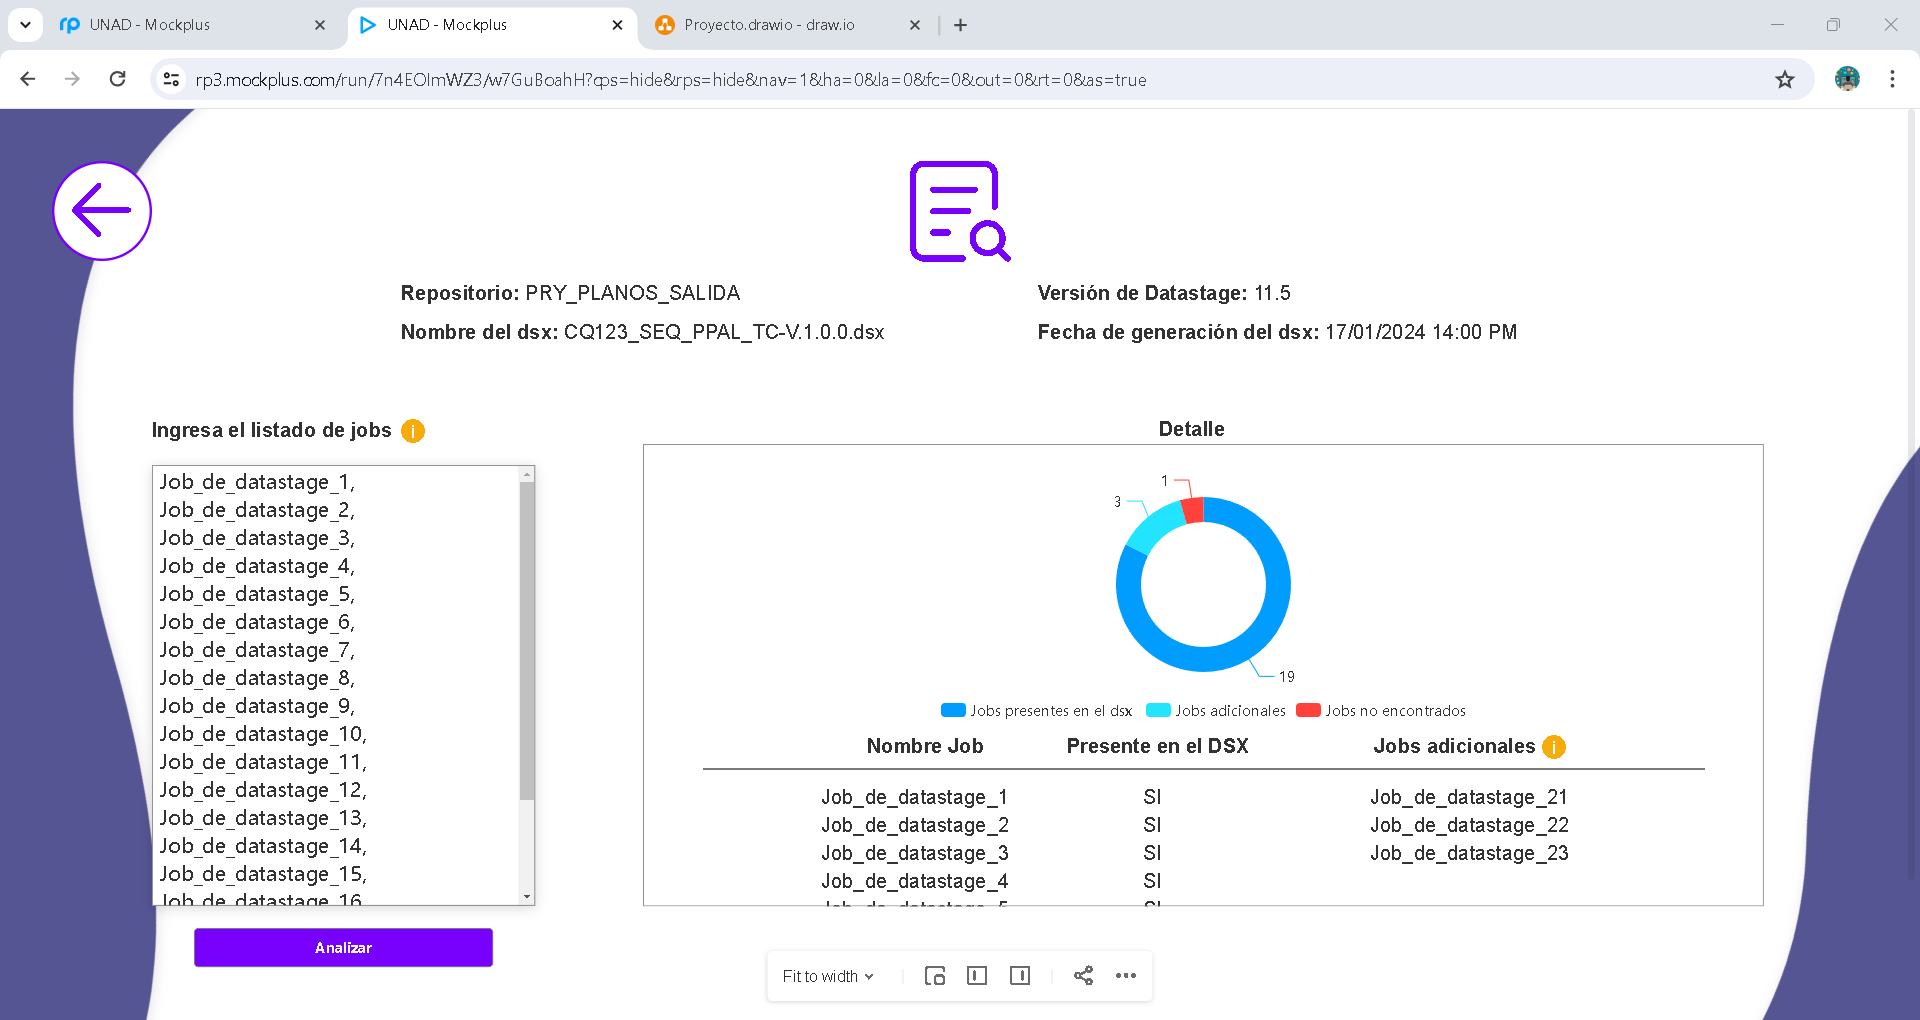 UNAD - Mockplus
UNAD - Mockplus
Proyecto.drawio - draw.io
rp3.mockplus.com/run/7n4EOImWZ3/w7GuBoahH?cps=hide&rps=hide&nav=1&ha=0&la=0&fc=0&out=0&rt=0&as=true
Repositorio: PRY_PLANOS_SALIDA
Versión de Datastage: 11.5
Nombre del dsx: CQ123_SEQ_PPAL_TC-V.1.0.0.dsx
Fecha de generación del dsx: 17/01/2024 14:00 PM
Ingresa el listado de jobs i
Job_de_datastage_1,
Job_de_datastage_2,
Job_de_datastage_3,
Job_de_datastage_4,
Job_de_datastage_5,
Job_de_datastage_6,
Job_de_datastage_7,
Job_de_datastage_8,
Job_de_datastage_9,
Job_de_datastage_10,
Job_de_datastage_11,
Job_de_datastage_12,
Job_de_datastage_13,
Job_de_datastage_14,
Job_de_datastage_15,
Job_de_datastage_16
Analizar
Detalle
1
3
19
Jobs presentes en el dsx Jobs adicionales Jobs no encontrados
Nombre Job Presente en el DSX Jobs adicionales i
Job_de_datastage_1 SI Job_de_datastage_21
Job_de_datastage_2 SI Job_de_datastage_22
Job_de_datastage_3 SI Job_de_datastage_23
Job_de_datastage_4 SI
Job_de_datastage_5 SI
Fit to width